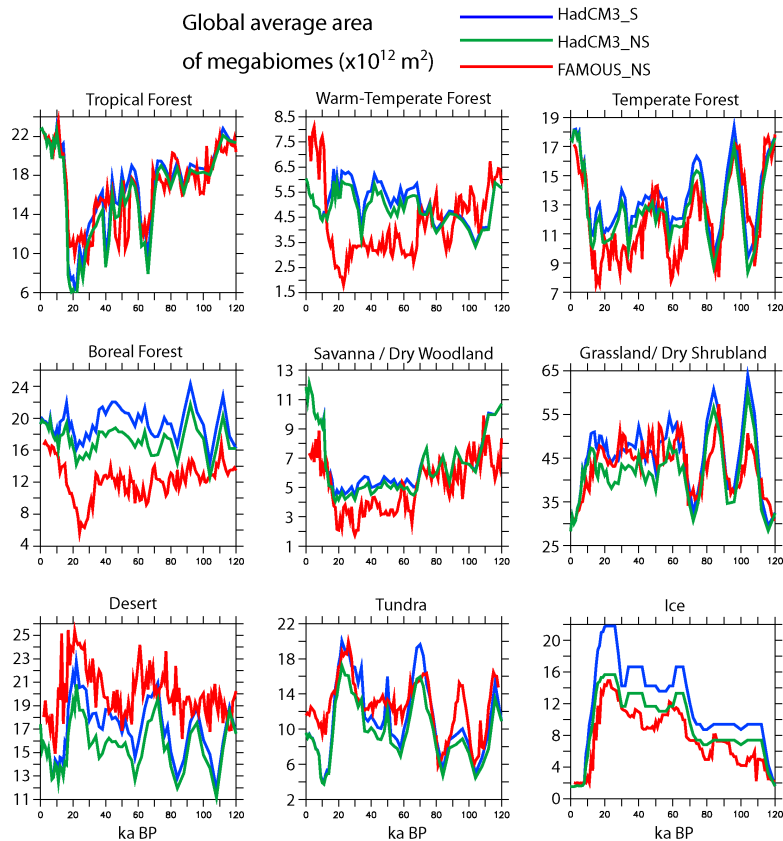 Global average area
of megabiomes (x10¹² m²)
HadCM3_S
HadCM3_NS
FAMOUS_NS
Tropical Forest
22
18
14
10
6
0 20 40 60 80 100 120
Warm-Temperate Forest
8.5
7.5
6.5
5.5
4.5
3.5
2.5
1.5
0 20 40 60 80 100 120
Temperate Forest
19
17
15
13
11
9
7
0 20 40 60 80 100 120
Boreal Forest
24
20
16
12
8
4
0 20 40 60 80 100 120
Savanna / Dry Woodland
13
11
9
7
5
3
1
0 20 40 60 80 100 120
Grassland/ Dry Shrubland
65
55
45
35
25
0 20 40 60 80 100 120
Desert
25
23
21
19
17
15
13
11
0 20 40 60 80 100 120
ka BP
Tundra
22
18
14
10
6
2
0 20 40 60 80 100 120
ka BP
Ice
20
16
12
8
4
0
0 20 40 60 80 100 120
ka BP